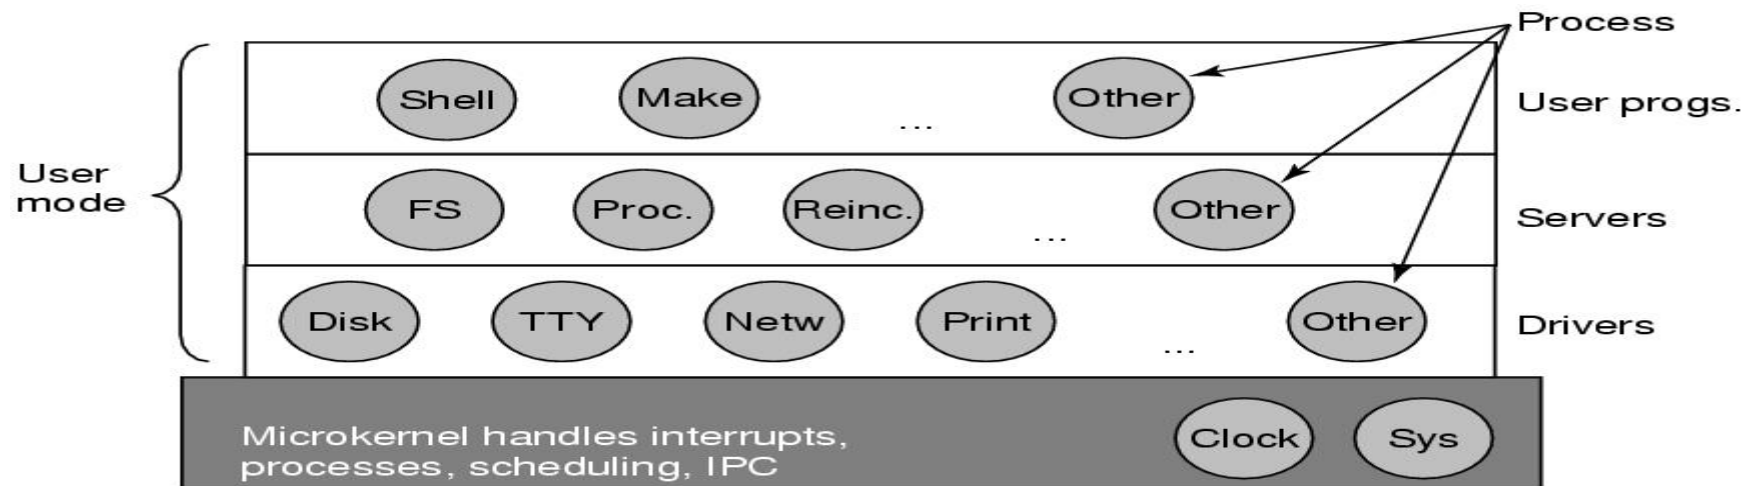 Process
Shell
Make
...
Other
User progs.
User
mode
FS
Proc.
Reinc.
...
Other
Servers
Disk
TTY
Netw
Print
...
Other
Drivers
Microkernel handles interrupts,
processes, scheduling, IPC
Clock
Sys